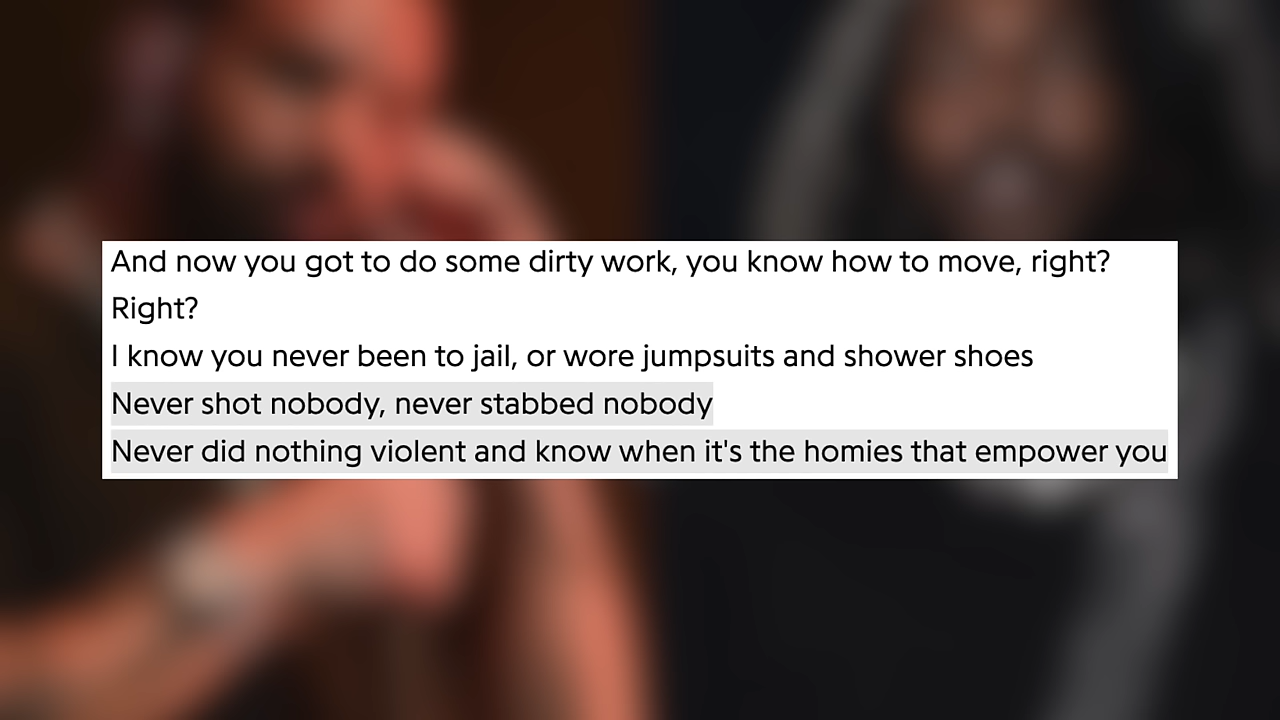 And now you got to do some dirty work, you know how to move, right?
Right?
I know you never been to jail, or wore jumpsuits and shower shoes
Never shot nobody, never stabbed nobody
Never did nothing violent and know when it's the homies that empower you